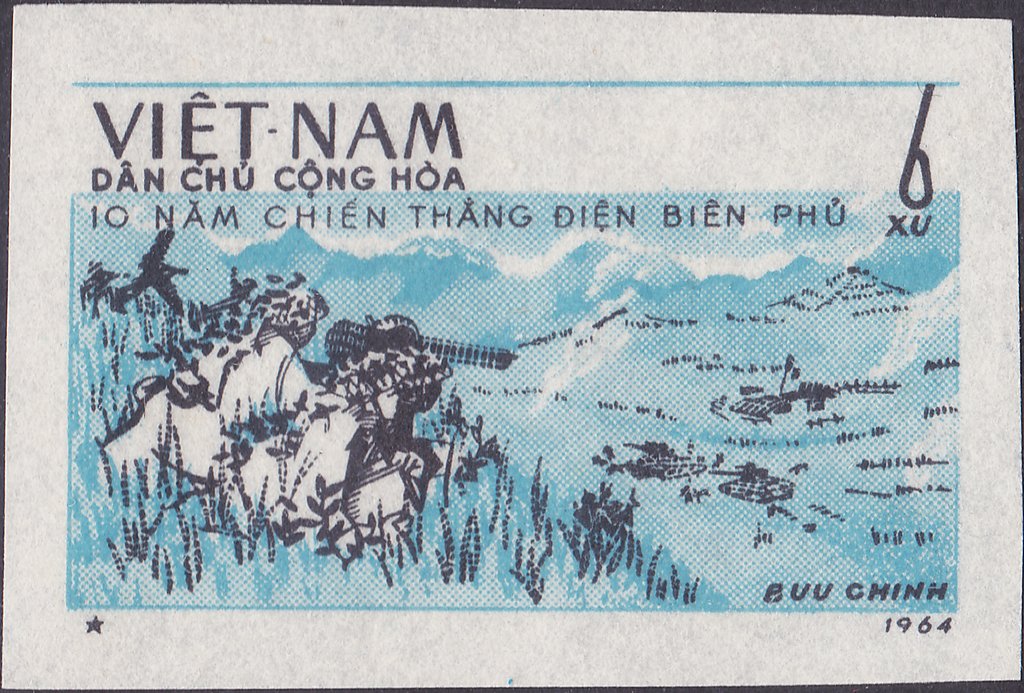 VIỆT-NAM
DÂN CHỦ CỘNG HÒA
6
XU
10 NĂM CHIẾN THẮNG ĐIỆN BIÊN PHỦ
BUU CHINH
★ 1964